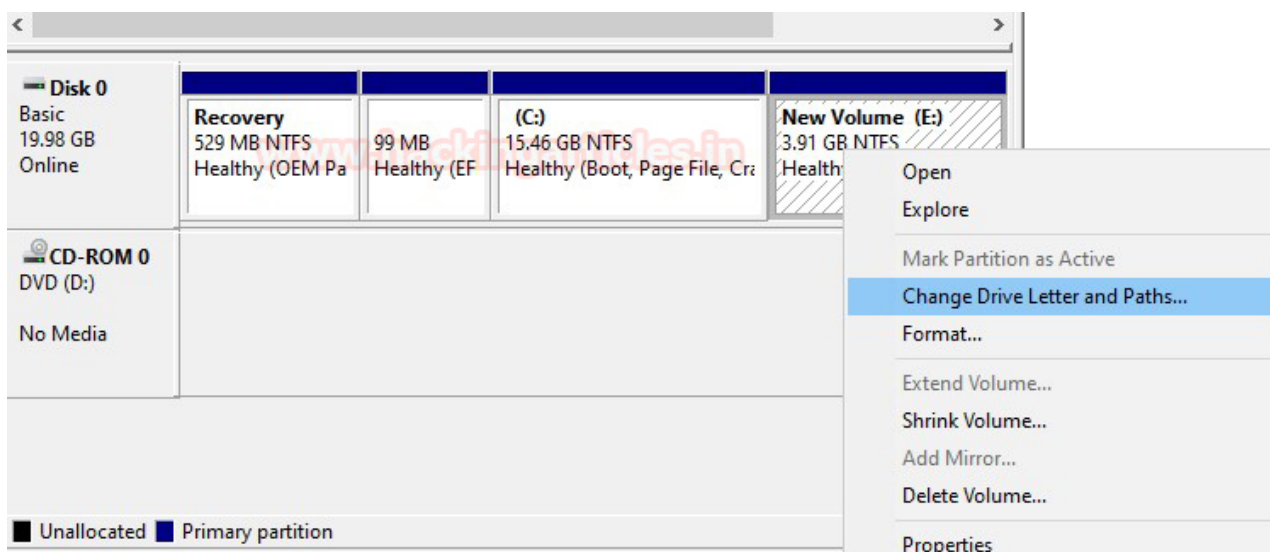 Disk 0
Basic
19.98 GB
Online
Recovery
529 MB NTFS
Healthy (OEM Pa
99 MB
Healthy (EF
(C:)
15.46 GB NTFS
Healthy (Boot, Page File, Cra
New Volume (E:)
3.91 GB NTFS
Health
www.hackingarticles.in
CD-ROM 0
DVD (D:)
No Media
Open
Explore
Mark Partition as Active
Change Drive Letter and Paths...
Format...
Extend Volume...
Shrink Volume...
Add Mirror...
Delete Volume...
Properties
Unallocated
Primary partition